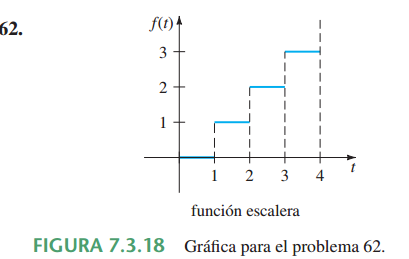 62.
f(t)
3
2
1
1 2 3 4 t
función escalera
FIGURA 7.3.18 Gráfica para el problema 62.